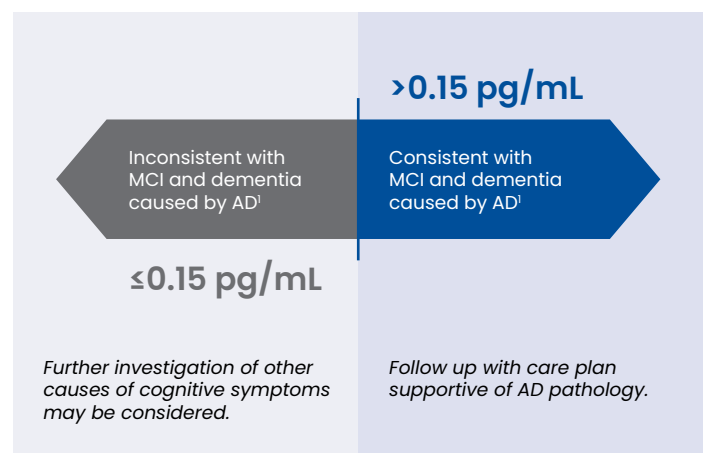 >0.15 pg/mL
Inconsistent with
MCI and dementia
caused by AD¹
Consistent with
MCI and dementia
caused by AD¹
≤0.15 pg/mL
Further investigation of other
causes of cognitive symptoms
may be considered.
Follow up with care plan
supportive of AD pathology.